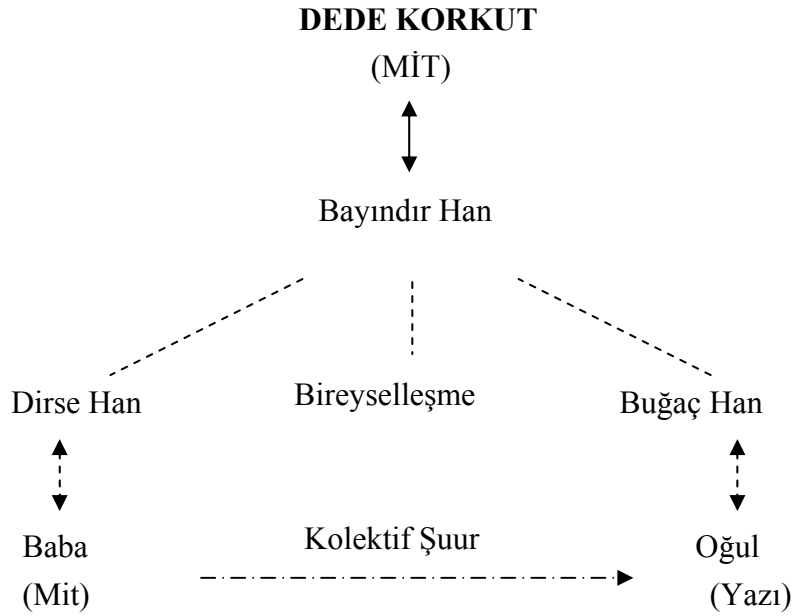 DEDE KORKUT
(MİT)
Bayındır Han
Dirse Han
Bireyselleşme
Buğaç Han
Baba
(Mit)
Kolektif Şuur
Oğul
(Yazı)